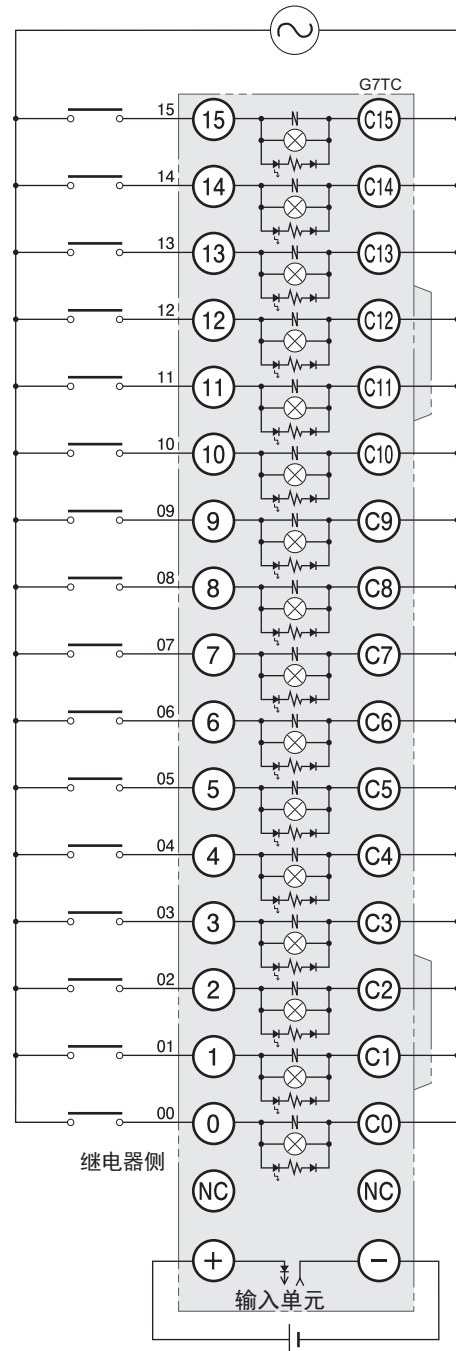 G7TC
15 15 N C15
14 14 N C14
13 13 N C13
12 12 N C12
11 11 N C11
10 10 N C10
09 9 N C9
08 8 N C8
07 7 N C7
06 6 N C6
05 5 N C5
04 4 N C4
03 3 N C3
02 2 N C2
01 1 N C1
00 0 N C0
继电器侧
NC NC
+ −
输入单元